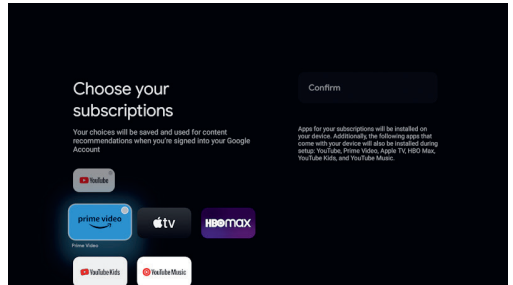 Choose your
subscriptions
Your choices will be saved and used for content
recommendations when you're signed into your Google
Account
YouTube
prime video
tv
HBOmax
Prime Video
YouTube Kids
YouTube Music
Confirm
Apps for your subscriptions will be installed on
your device. Additionally, the following apps that
come with your device will also be installed during
setup: YouTube, Prime Video, Apple TV, HBO Max,
YouTube Kids, and YouTube Music.